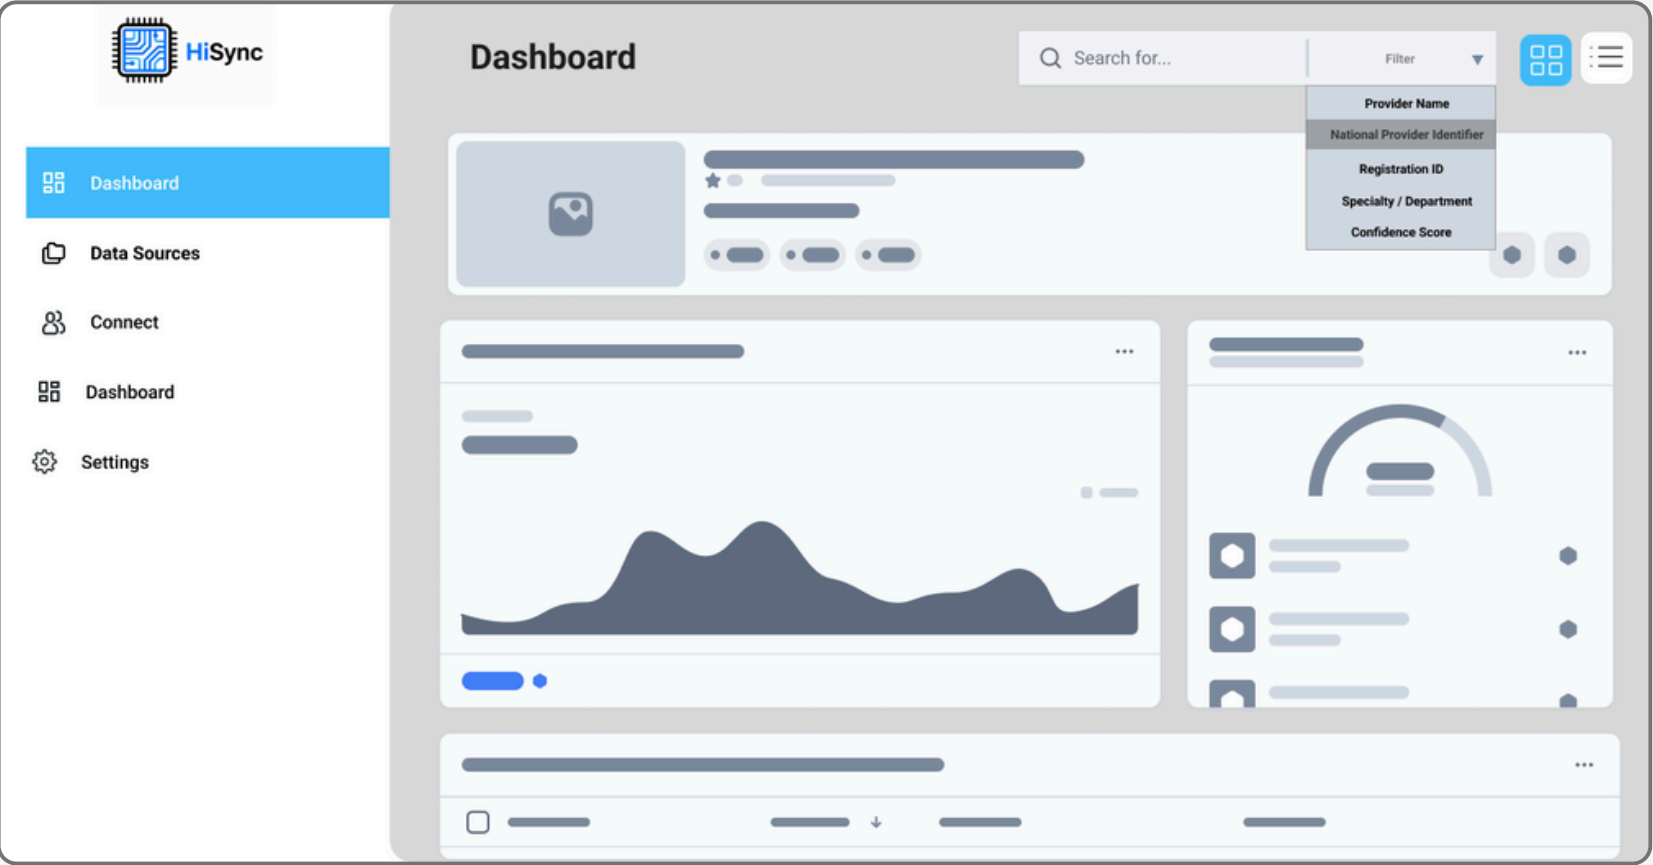 HiSync
Dashboard
Data Sources
Connect
Dashboard
Settings
Dashboard
Search for...
Filter
Provider Name
National Provider Identifier
Registration ID
Specialty / Department
Confidence Score